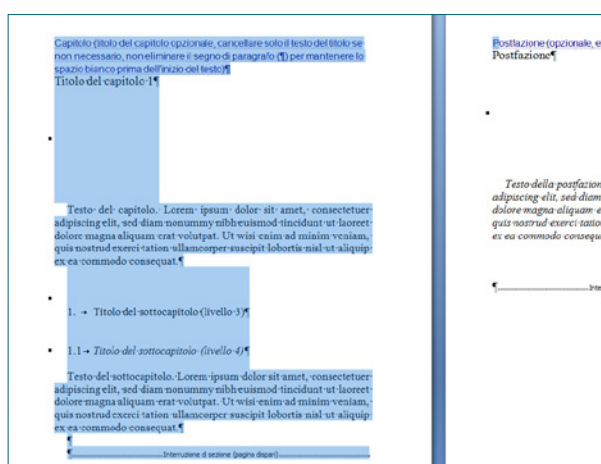 Capitolo (titolo del capitolo opzionale, cancellare solo il testo del titolo se
non necessario, non eliminare il segno di paragrafo (¶) per mantenere lo
spazio bianco prima dell'inizio del testo)¶
Titolo del capitolo 1¶
Testo del capitolo. Lorem ipsum dolor sit amet, consectetuer
adipiscing elit, sed diam nonummy nibh euismod tincidunt ut laoreet
dolore magna aliquam erat volutpat. Ut wisi enim ad minim veniam,
quis nostrud exerci tation ullamcorper suscipit lobortis nisl ut aliquip
ex ea commodo consequat.¶
1. → Titolo del sottocapitolo (livello 3)¶
1.1 → Titolo del sottocapitolo (livello 4)¶
Testo del sottocapitolo. Lorem ipsum dolor sit amet, consectetuer
adipiscing elit, sed diam nonummy nibh euismod tincidunt ut laoreet
dolore magna aliquam erat volutpat. Ut wisi enim ad minim veniam,
quis nostrud exerci tation ullamcorper suscipit lobortis nisl ut aliquip
ex ea commodo consequat.¶
¶
¶ Interruzione di sezione (pagina dispari)
Postfazione (opzionale, e
Postfazione¶
Testo della postfazion
adipiscing elit, sed diam
dolore magna aliquam e
quis nostrud exerci tation
ex ea commodo consequ
¶ Inte